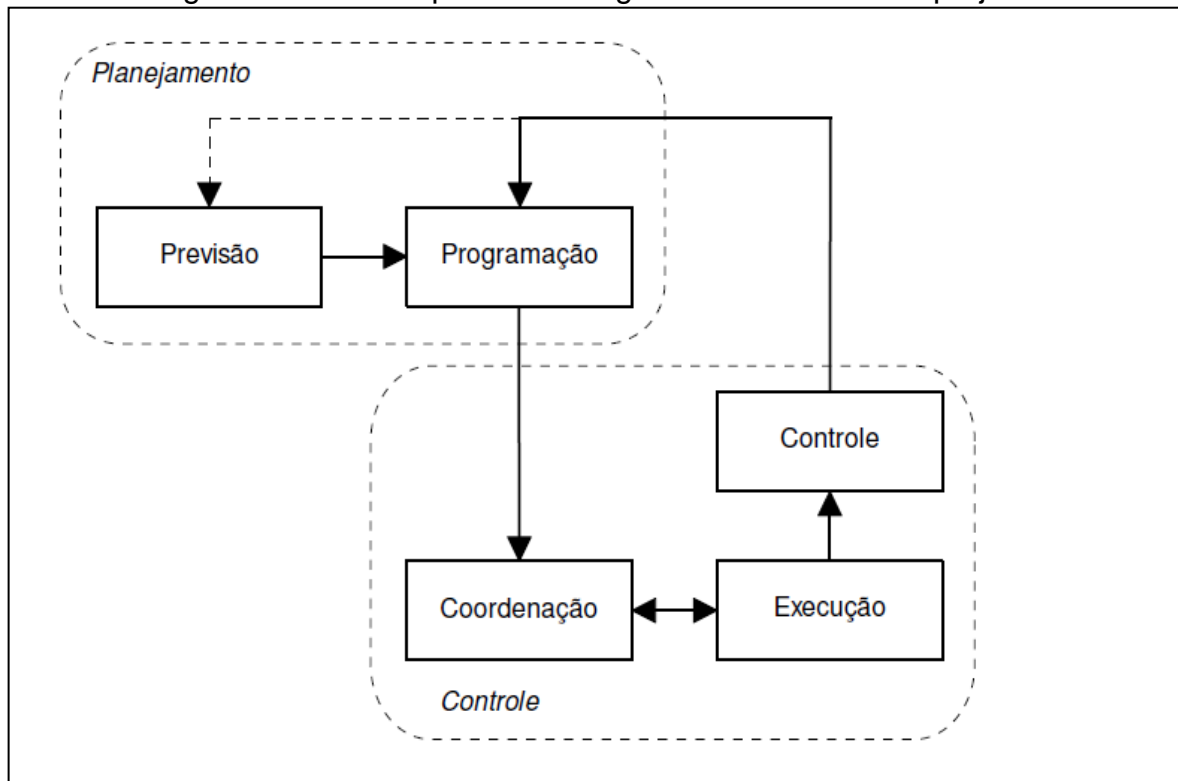 Planejamento
Previsão
Programação
Controle
Coordenação
Execução
Controle